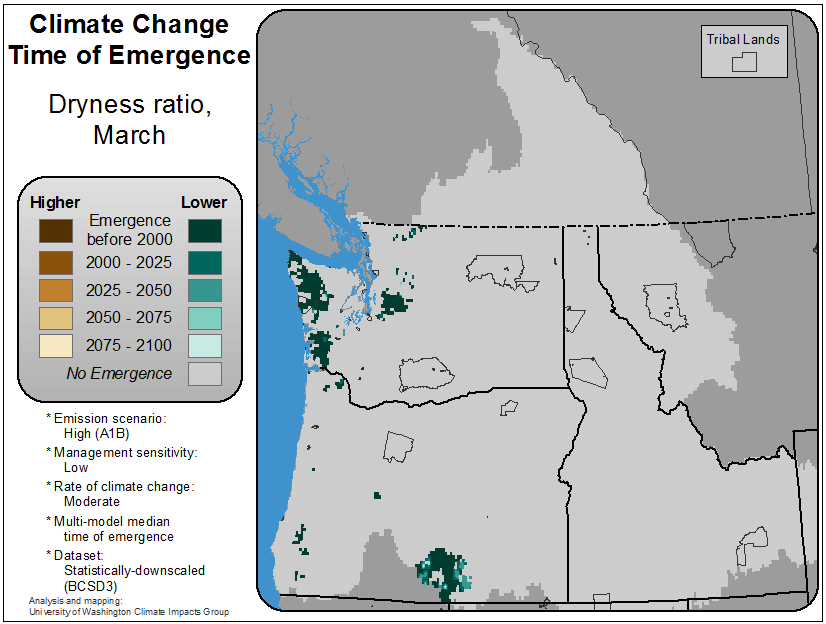 Climate Change
Time of Emergence
Dryness ratio,
March
Higher Lower
Emergence
before 2000
2000 - 2025
2025 - 2050
2050 - 2075
2075 - 2100
No Emergence
* Emission scenario:
High (A1B)
* Management sensitivity:
Low
* Rate of climate change:
Moderate
* Multi-model median
time of emergence
* Dataset:
Statistically-downscaled
(BCSD3)
Analysis and mapping:
University of Washington Climate Impacts Group
Tribal Lands